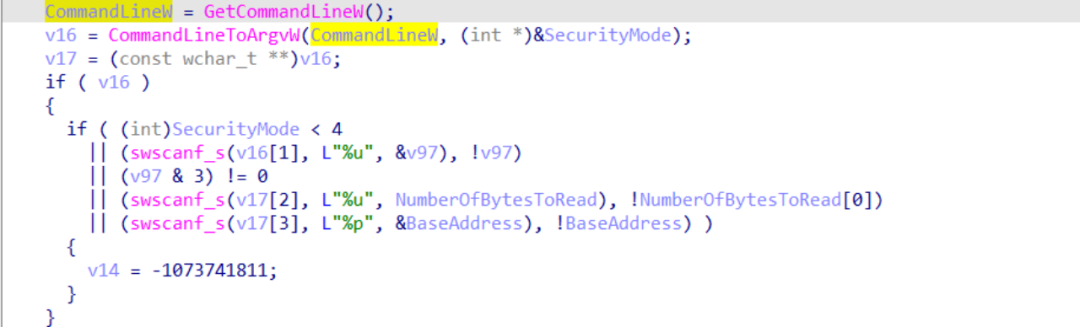 CommandLineW = GetCommandLineW();
v16 = CommandLineToArgvW(CommandLineW, (int *)&SecurityMode);
v17 = (const wchar_t **)v16;
if ( v16 )
{
if ( (int)SecurityMode < 4
|| (swscanf_s(v16[1], L"%u", &v97), !v97)
|| (v97 & 3) != 0
|| (swscanf_s(v17[2], L"%u", NumberOfBytesToRead), !NumberOfBytesToRead[0])
|| (swscanf_s(v17[3], L"%p", &BaseAddress), !BaseAddress) )
{
v14 = -1073741811;
}
}